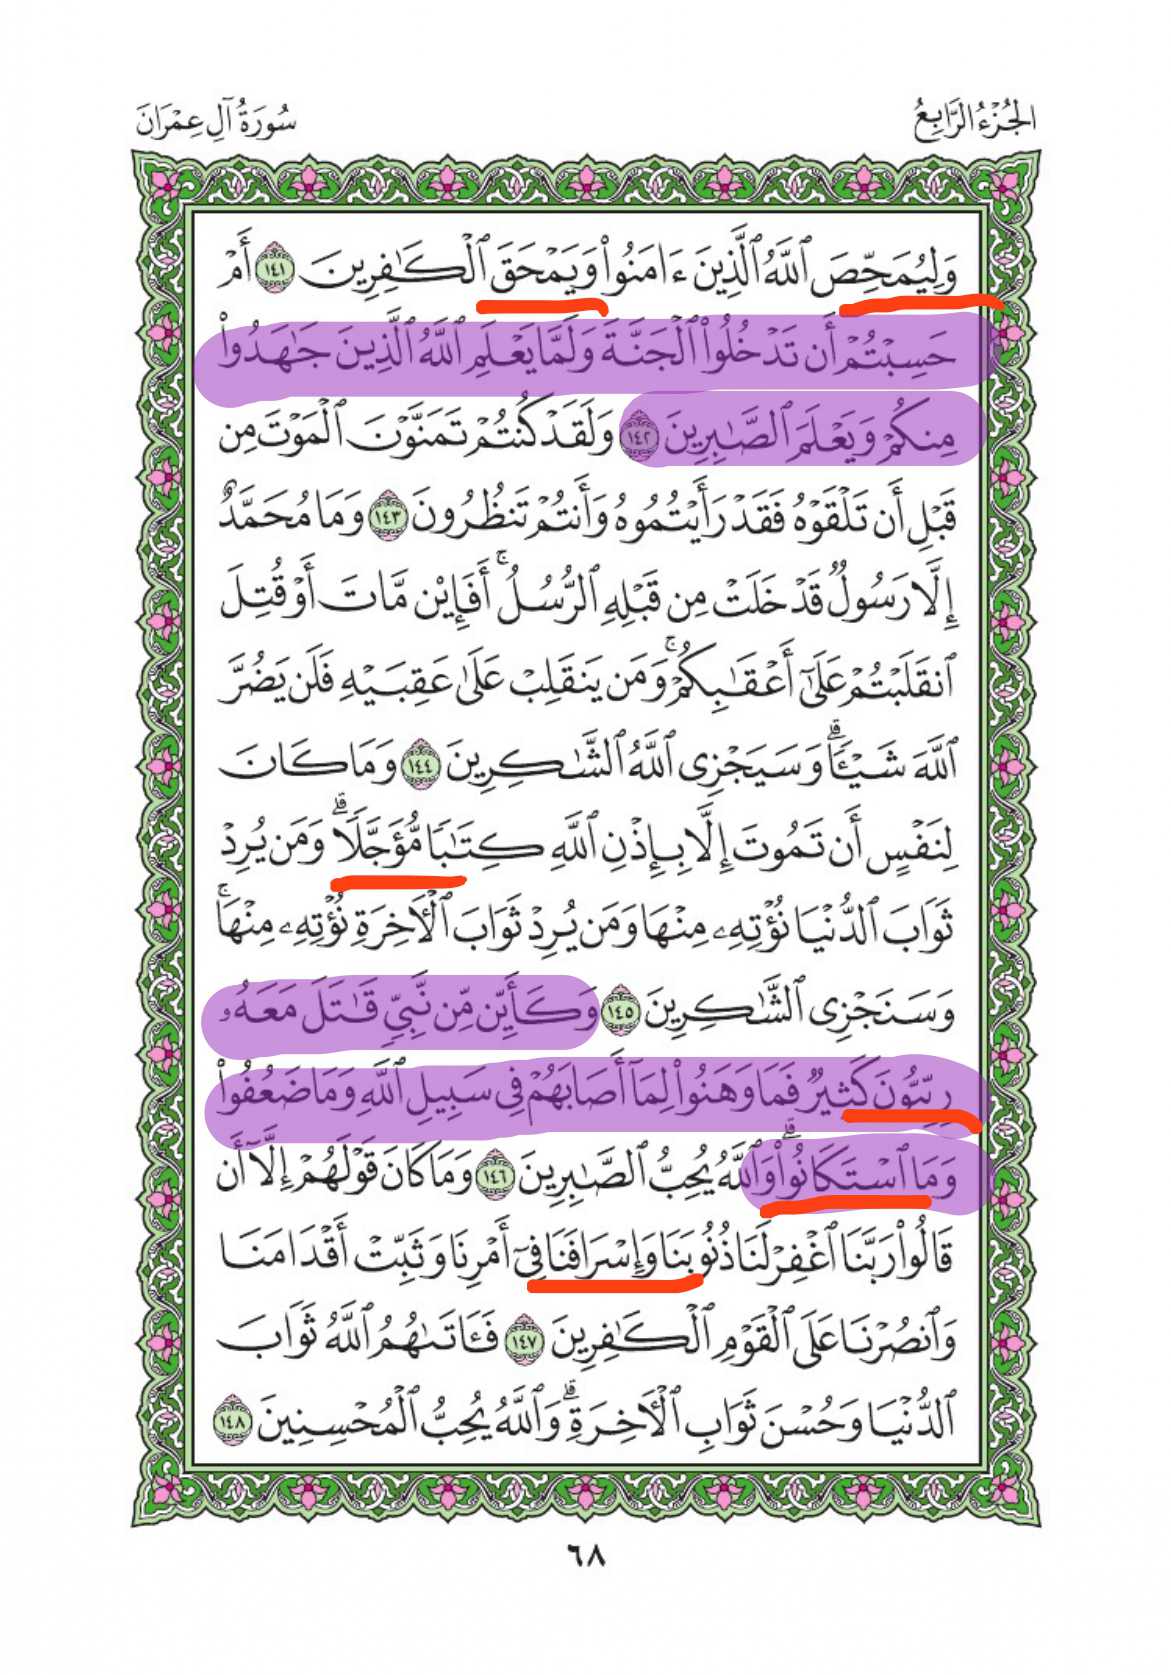 الجُزْءُ الرَّابِعُ
سُورَةُ آلِ عِمْرَانَ
وَلِيُمَحِّصَ ٱللَّهُ ٱلَّذِينَ ءَامَنُوا۟ وَيَمْحَقَ ٱلْكَـٰفِرِينَ ١٤١ أَمْ
حَسِبْتُمْ أَن تَدْخُلُوا۟ ٱلْجَنَّةَ وَلَمَّا يَعْلَمِ ٱللَّهُ ٱلَّذِينَ جَـٰهَدُوا۟
مِنكُمْ وَيَعْلَمَ ٱلصَّـٰبِرِينَ ١٤٢ وَلَقَدْ كُنتُمْ تَمَنَّوْنَ ٱلْمَوْتَ مِن
قَبْلِ أَن تَلْقَوْهُ فَقَدْ رَأَيْتُمُوهُ وَأَنتُمْ تَنظُرُونَ ١٤٣ وَمَا مُحَمَّدٌ
إِلَّا رَسُولٌ قَدْ خَلَتْ مِن قَبْلِهِ ٱلرُّسُلُ ۚ أَفَإِي۟ن مَّاتَ أَوْ قُتِلَ
ٱنقَلَبْتُمْ عَلَىٰٓ أَعْقَـٰبِكُمْ ۚ وَمَن يَنقَلِبْ عَلَىٰ عَقِبَيْهِ فَلَن يَضُرَّ
ٱللَّهَ شَيْـًٔا ۗ وَسَيَجْزِى ٱللَّهُ ٱلشَّـٰكِرِينَ ١٤٤ وَمَا كَانَ
لِنَفْسٍ أَن تَمُوتَ إِلَّا بِإِذْنِ ٱللَّهِ كِتَـٰبًا مُّؤَجَّلًا ۗ وَمَن يُرِدْ
ثَوَابَ ٱلدُّنْيَا نُؤْتِهِۦ مِنْهَا وَمَن يُرِدْ ثَوَابَ ٱلْـَٔاخِرَةِ نُؤْتِهِۦ مِنْهَا ۚ
وَسَنَجْزِى ٱلشَّـٰكِرِينَ ١٤٥ وَكَأَيِّن مِّن نَّبِىٍّ قَـٰتَلَ مَعَهُۥ
رِبِّيُّونَ كَثِيرٌ فَمَا وَهَنُوا۟ لِمَآ أَصَابَهُمْ فِى سَبِيلِ ٱللَّهِ وَمَا ضَعُفُوا۟
وَمَا ٱسْتَكَانُوا۟ ۗ وَٱللَّهُ يُحِبُّ ٱلصَّـٰبِرِينَ ١٤٦ وَمَا كَانَ قَوْلَهُمْ إِلَّآ أَن
قَالُوا۟ رَبَّنَا ٱغْفِرْ لَنَا ذُنُوبَنَا وَإِسْرَافَنَا فِىٓ أَمْرِنَا وَثَبِّتْ أَقْدَامَنَا
وَٱنصُرْنَا عَلَى ٱلْقَوْمِ ٱلْكَـٰفِرِينَ ١٤٧ فَـَٔاتَىٰهُمُ ٱللَّهُ ثَوَابَ
ٱلدُّنْيَا وَحُسْنَ ثَوَابِ ٱلْـَٔاخِرَةِ ۗ وَٱللَّهُ يُحِبُّ ٱلْمُحْسِنِينَ ١٤٨
٦٨